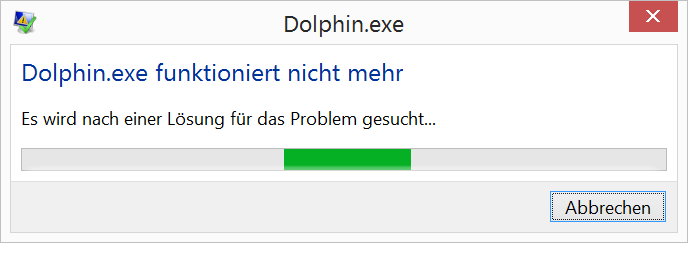 Dolphin.exe
Dolphin.exe funktioniert nicht mehr
Es wird nach einer Lösung für das Problem gesucht...
Abbrechen